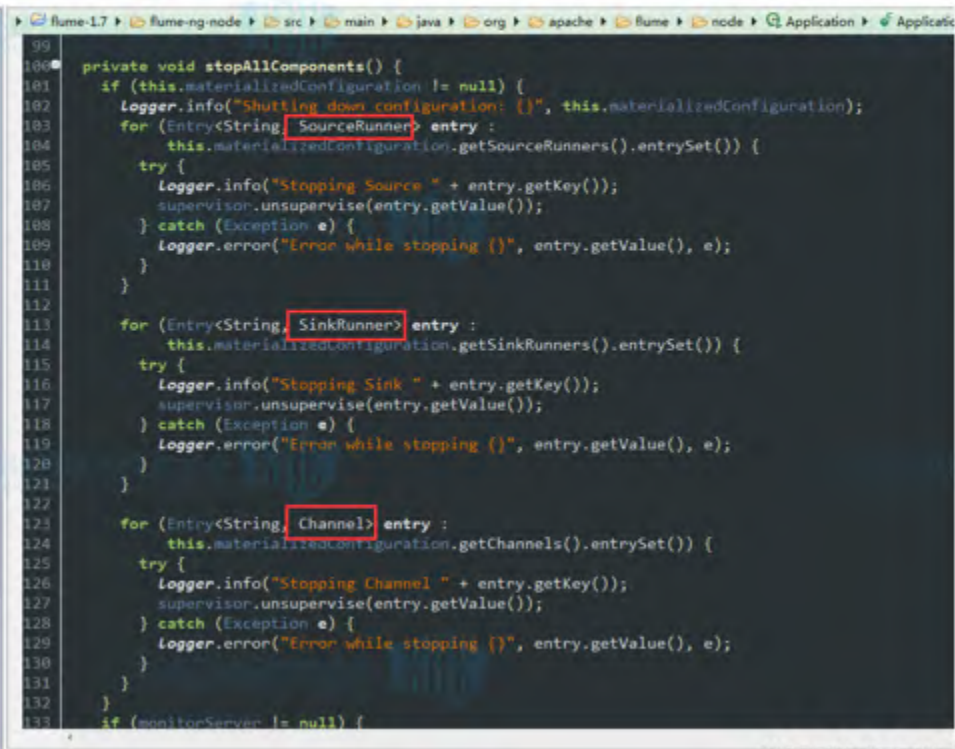 flume-1.7 ▸ flume-ng-node ▸ src ▸ main ▸ java ▸ org ▸ apache ▸ flume ▸ node ▸ Application ▸ Applicatio
99
100 private void stopAllComponents() {
101 if (this.materializedConfiguration != null) {
102 Logger.info("Shutting down configuration: {}", this.materializedConfiguration);
103 for (Entry<String, SourceRunner> entry :
104 this.materializedConfiguration.getSourceRunners().entrySet()) {
105 try {
106 Logger.info("Stopping Source " + entry.getKey());
107 supervisor.unsupervise(entry.getValue());
108 } catch (Exception e) {
109 Logger.error("Error while stopping {}", entry.getValue(), e);
110 }
111 }
112
113 for (Entry<String, SinkRunner> entry :
114 this.materializedConfiguration.getSinkRunners().entrySet()) {
115 try {
116 Logger.info("Stopping Sink " + entry.getKey());
117 supervisor.unsupervise(entry.getValue());
118 } catch (Exception e) {
119 Logger.error("Error while stopping {}", entry.getValue(), e);
120 }
121 }
122
123 for (Entry<String, Channel> entry :
124 this.materializedConfiguration.getChannels().entrySet()) {
125 try {
126 Logger.info("Stopping Channel " + entry.getKey());
127 supervisor.unsupervise(entry.getValue());
128 } catch (Exception e) {
129 Logger.error("Error while stopping {}", entry.getValue(), e);
130 }
131 }
132 }
133 if (monitorServer != null) {